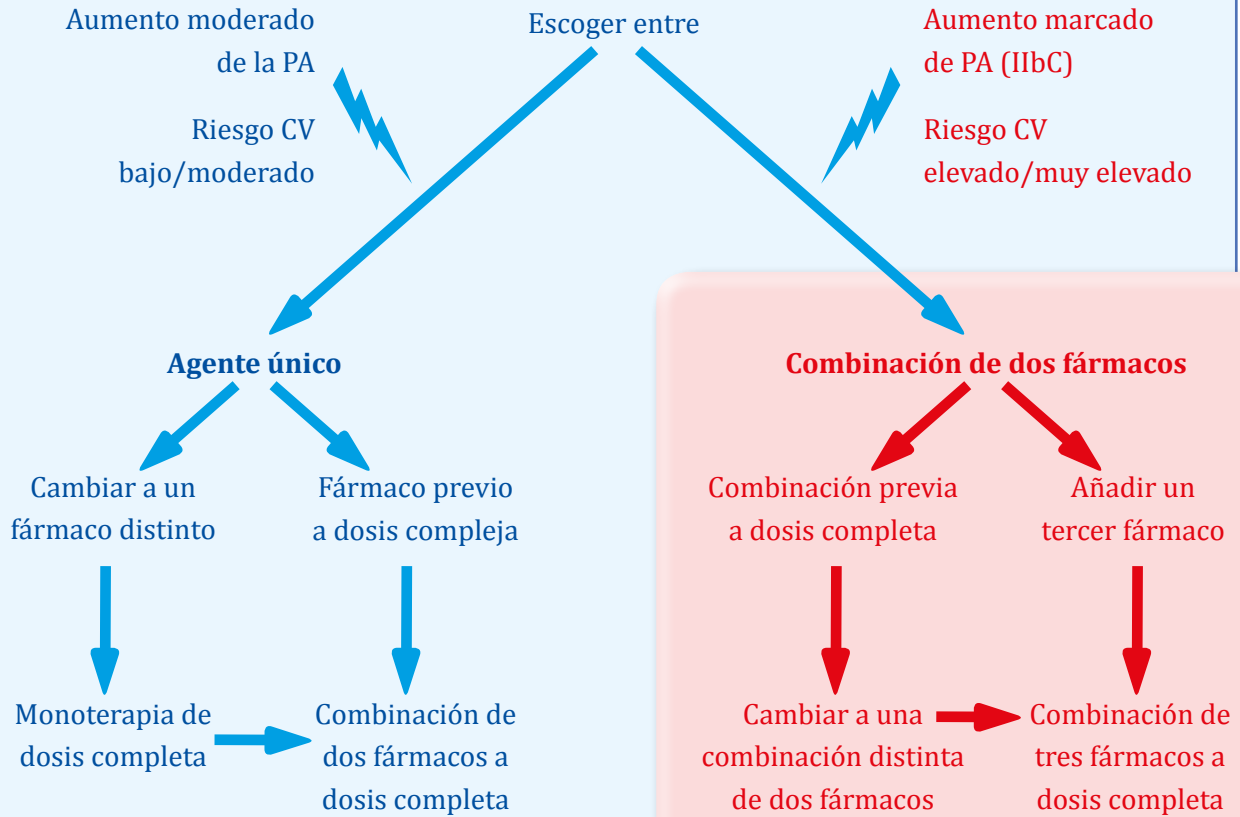 Aumento moderado
de la PA
Riesgo CV
bajo/moderado
Escoger entre
Aumento marcado
de PA (IIbC)
Riesgo CV
elevado/muy elevado
Agente único
Combinación de dos fármacos
Cambiar a un
fármaco distinto
Fármaco previo
a dosis compleja
Combinación previa
a dosis completa
Añadir un
tercer fármaco
Monoterapia de
dosis completa
Combinación de
dos fármacos a
dosis completa
Cambiar a una
combinación distinta
de dos fármacos
Combinación de
tres fármacos a
dosis completa